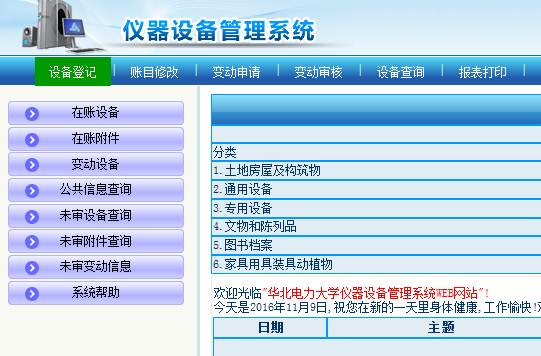 仪器设备管理系统
设备登记 账目修改 变动申请 变动审核 设备查询 报表打印
在账设备
在账附件
变动设备
公共信息查询
未审设备查询
未审附件查询
未审变动信息
系统帮助
分类
1.土地房屋及构筑物
2.通用设备
3.专用设备
4.文物和陈列品
5.图书档案
6.家具用具装具动植物
欢迎光临"华北电力大学仪器设备管理系统WEB网站"!
今天是2016年11月9日,祝您在新的一天里身体健康,工作愉快!
日期 主题